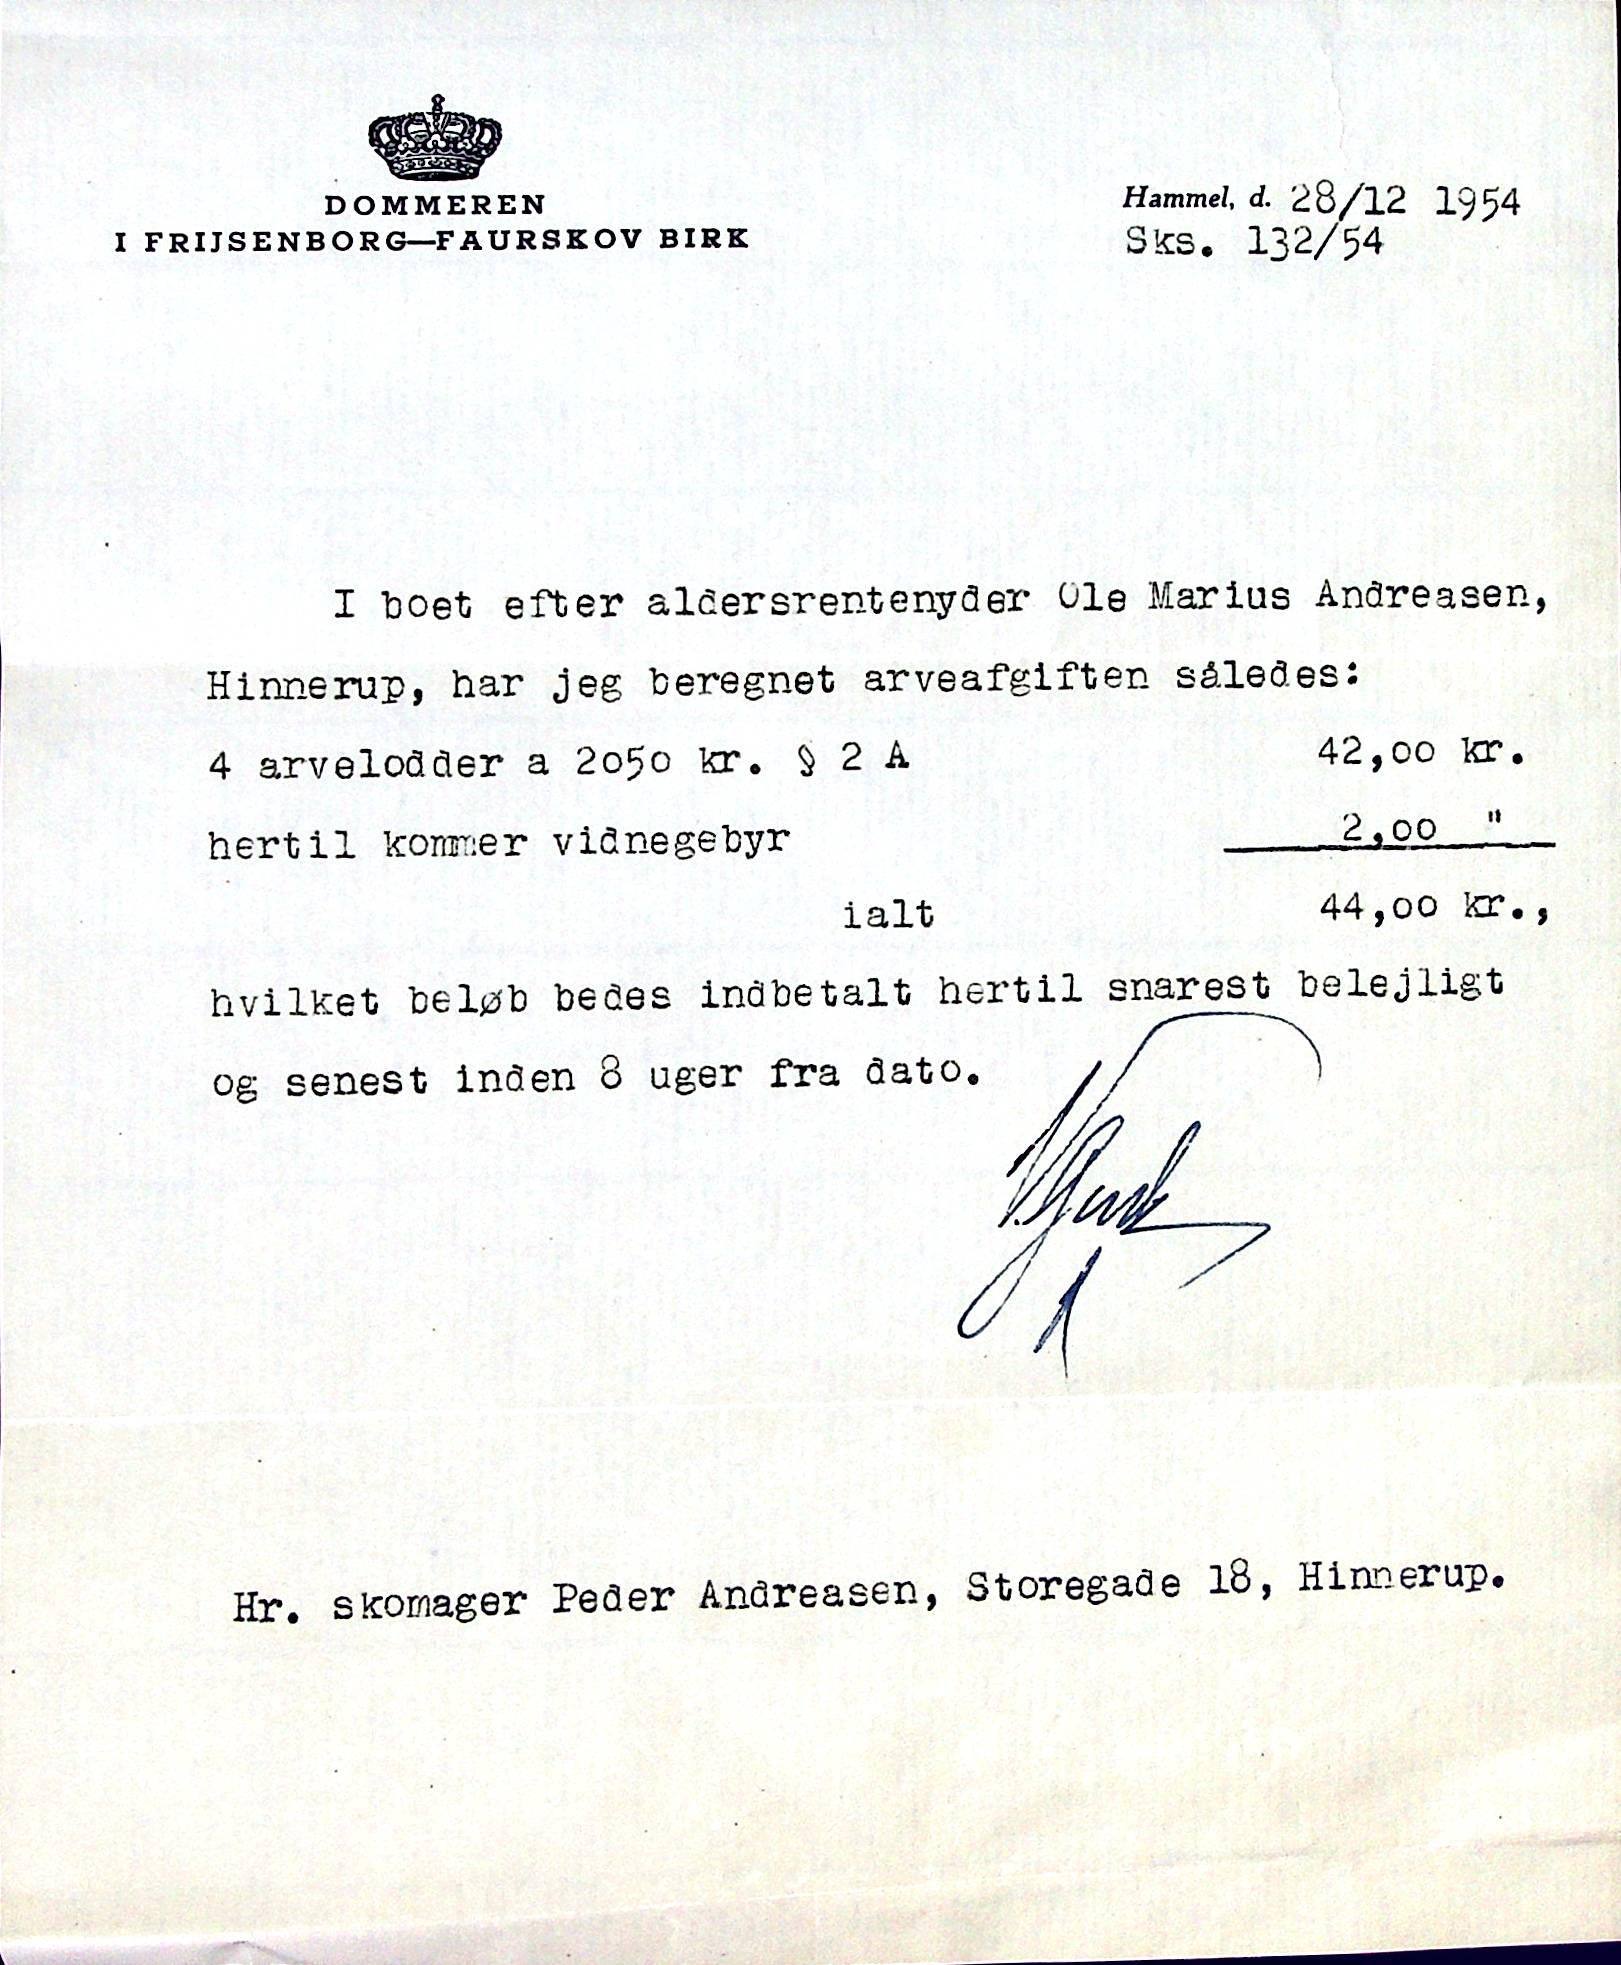 DOMMEREN
I FRIJSENBORG—FAURSKOV BIRK
Hammel, d. 28/12 1954
Sks. 132/54
I boet efter aldersrentenyder Ole Marius Andreasen,
Hinnerup, har jeg beregnet arveafgiften således:
4 arvelodder a 2050 kr. § 2 A 42,00 kr.
hertil kommer vidnegebyr 2,00 "
ialt 44,00 kr.,
hvilket beløb bedes indbetalt hertil snarest belejligt
og senest inden 8 uger fra dato.
Hr. skomager Peder Andreasen, Storegade 18, Hinnerup.